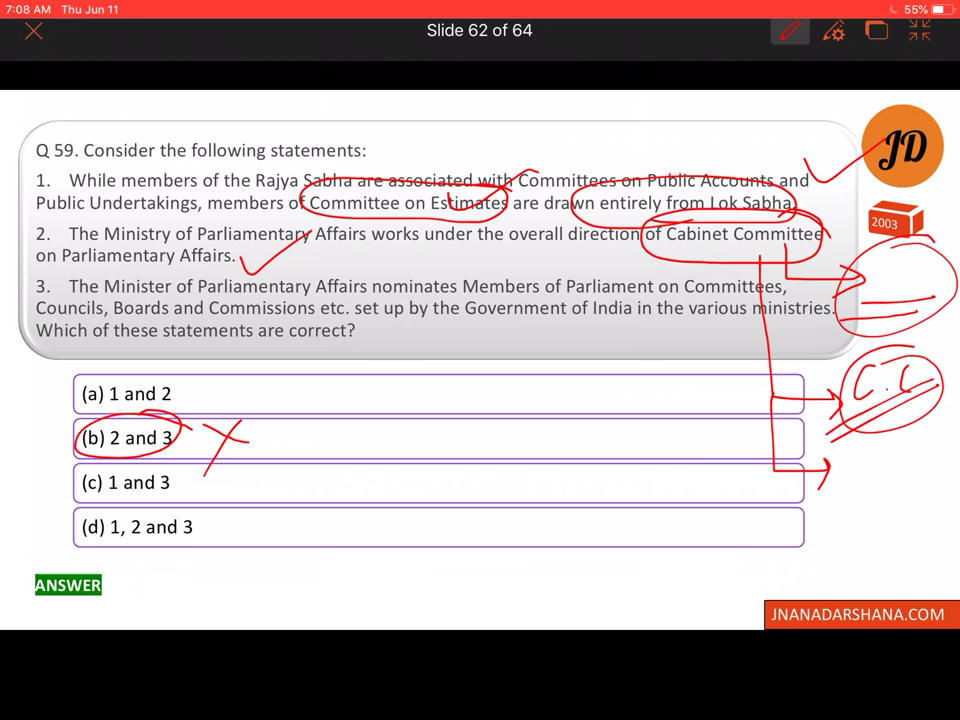 7:08 AM Thu Jun 11
55%
Slide 62 of 64
JD
Q 59. Consider the following statements:
1. While members of the Rajya Sabha are associated with Committees on Public Accounts and
Public Undertakings, members of Committee on Estimates are drawn entirely from Lok Sabha.
2003
2. The Ministry of Parliamentary Affairs works under the overall direction of Cabinet Committee
on Parliamentary Affairs.
3. The Minister of Parliamentary Affairs nominates Members of Parliament on Committees,
Councils, Boards and Commissions etc. set up by the Government of India in the various ministries.
Which of these statements are correct?
C.C
(a) 1 and 2
(b) 2 and 3
(c) 1 and 3
(d) 1, 2 and 3
ANSWER
JNANADARSHANA.COM